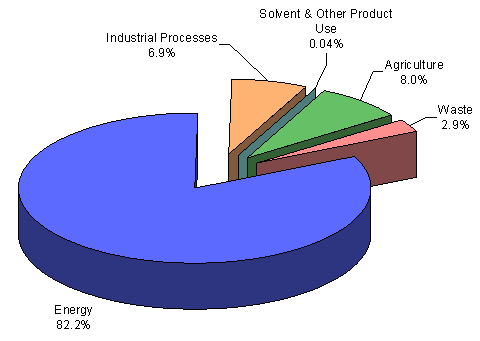 Solvent & Other Product
Use
0.04%
Industrial Processes
6.9%
Agriculture
8.0%
Waste
2.9%
Energy
82.2%